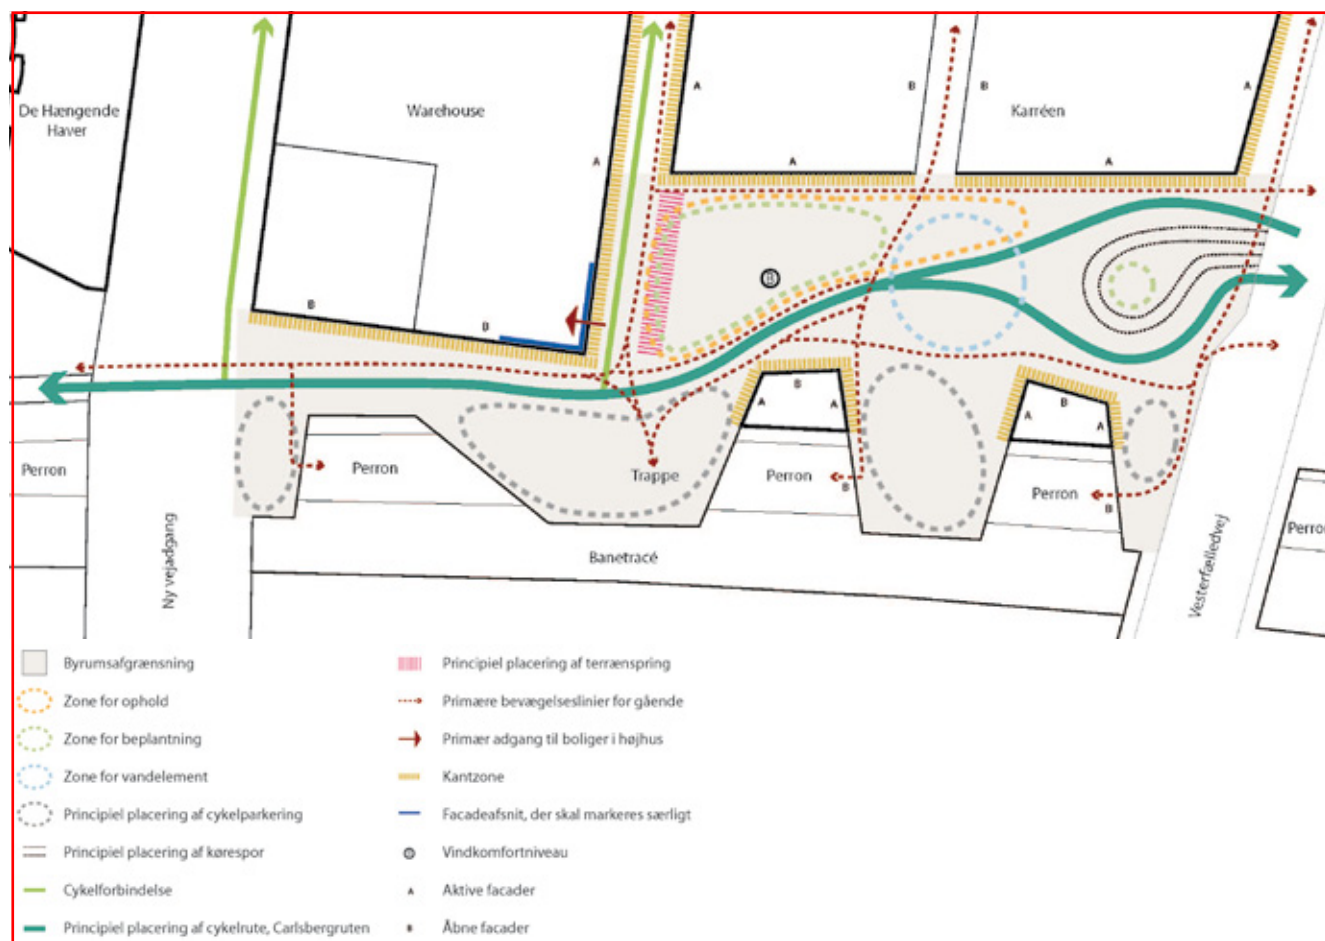 De Hængende
Haver
Warehouse
A
B
B
Karréen
A
A
A
A
B
B
B
A
B
A
A
B
A
Perron
Perron
Trappe
Perron
B
Perron
B
Perron
Ny vejadgang
Banetracé
Vesterfælledvej
Byrumsafgrænsning
Zone for ophold
Zone for beplantning
Zone for vandelement
Principiel placering af cykelparkering
Principiel placering af kørespor
Cykelforbindelse
Principiel placering af cykelrute, Carlsbergruten
Principiel placering af terrænspring
Primære bevægelseslinier for gående
Primær adgang til boliger i højhus
Kantzone
Facadeafsnit, der skal markeres særligt
Vindkomfortniveau
A Aktive facader
B Åbne facader